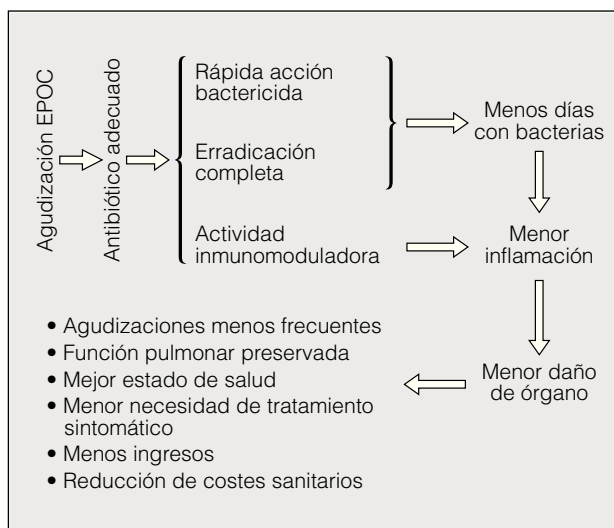 Agudización EPOC
Antibiótico adecuado
Rápida acción
bactericida
Erradicación
completa
Actividad
inmunomoduladora
Menos días
con bacterias
Menor
inflamación
Menor daño
de órgano
• Agudizaciones menos frecuentes
• Función pulmonar preservada
• Mejor estado de salud
• Menor necesidad de tratamiento
sintomático
• Menos ingresos
• Reducción de costes sanitarios